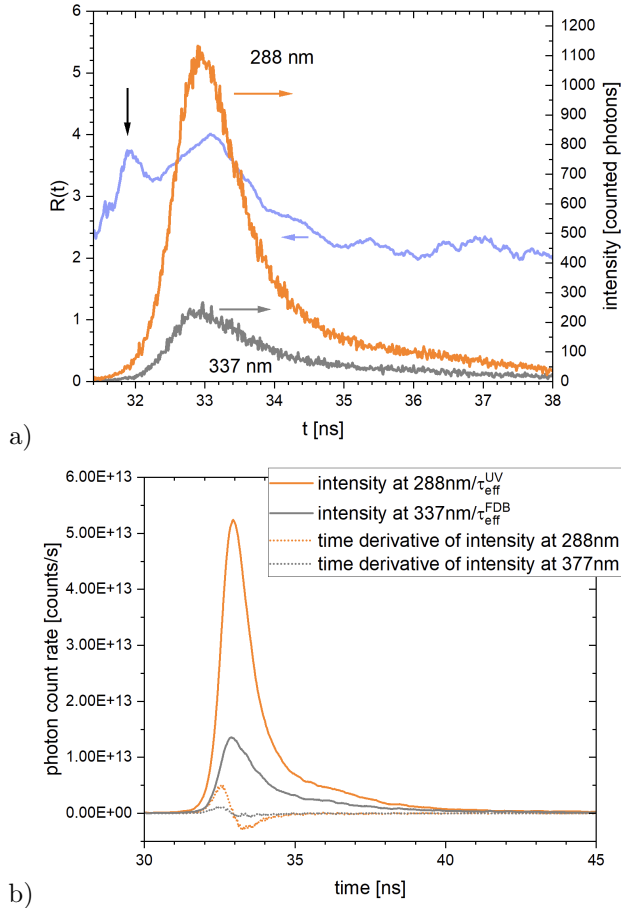 6
5
4
3
2
1
0
R(t)
288 nm
337 nm
1200
1100
1000
900
800
700
600
500
400
300
200
100
0
intensity [counted photons]
32 33 34 35 36 37 38
t [ns]
a)
intensity at 288nm/τ_eff^UV
intensity at 337nm/τ_eff^FDB
time derivative of intensity at 288nm
time derivative of intensity at 377nm
6.00E+13
5.00E+13
4.00E+13
3.00E+13
2.00E+13
1.00E+13
0.00E+00
photon count rate [counts/s]
30 35 40 45
time [ns]
b)